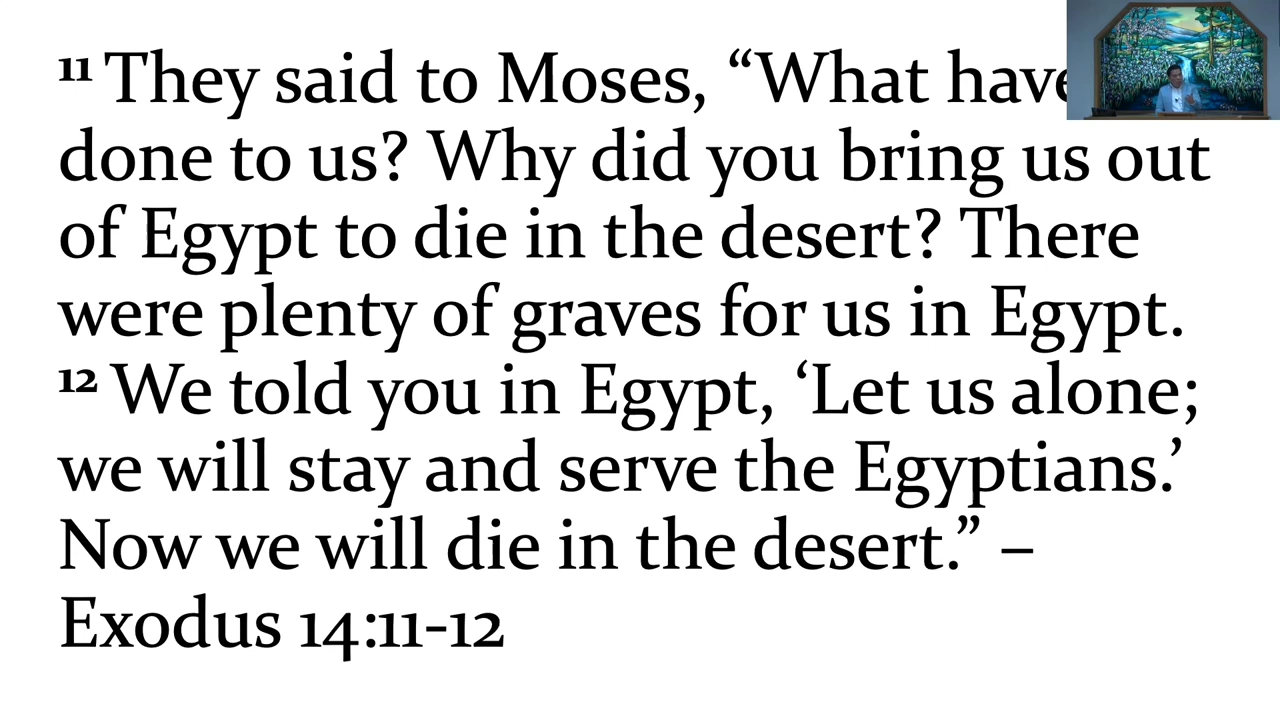 11 They said to Moses, “What have
done to us? Why did you bring us out
of Egypt to die in the desert? There
were plenty of graves for us in Egypt.
12 We told you in Egypt, ‘Let us alone;
we will stay and serve the Egyptians.’
Now we will die in the desert.” –
Exodus 14:11-12